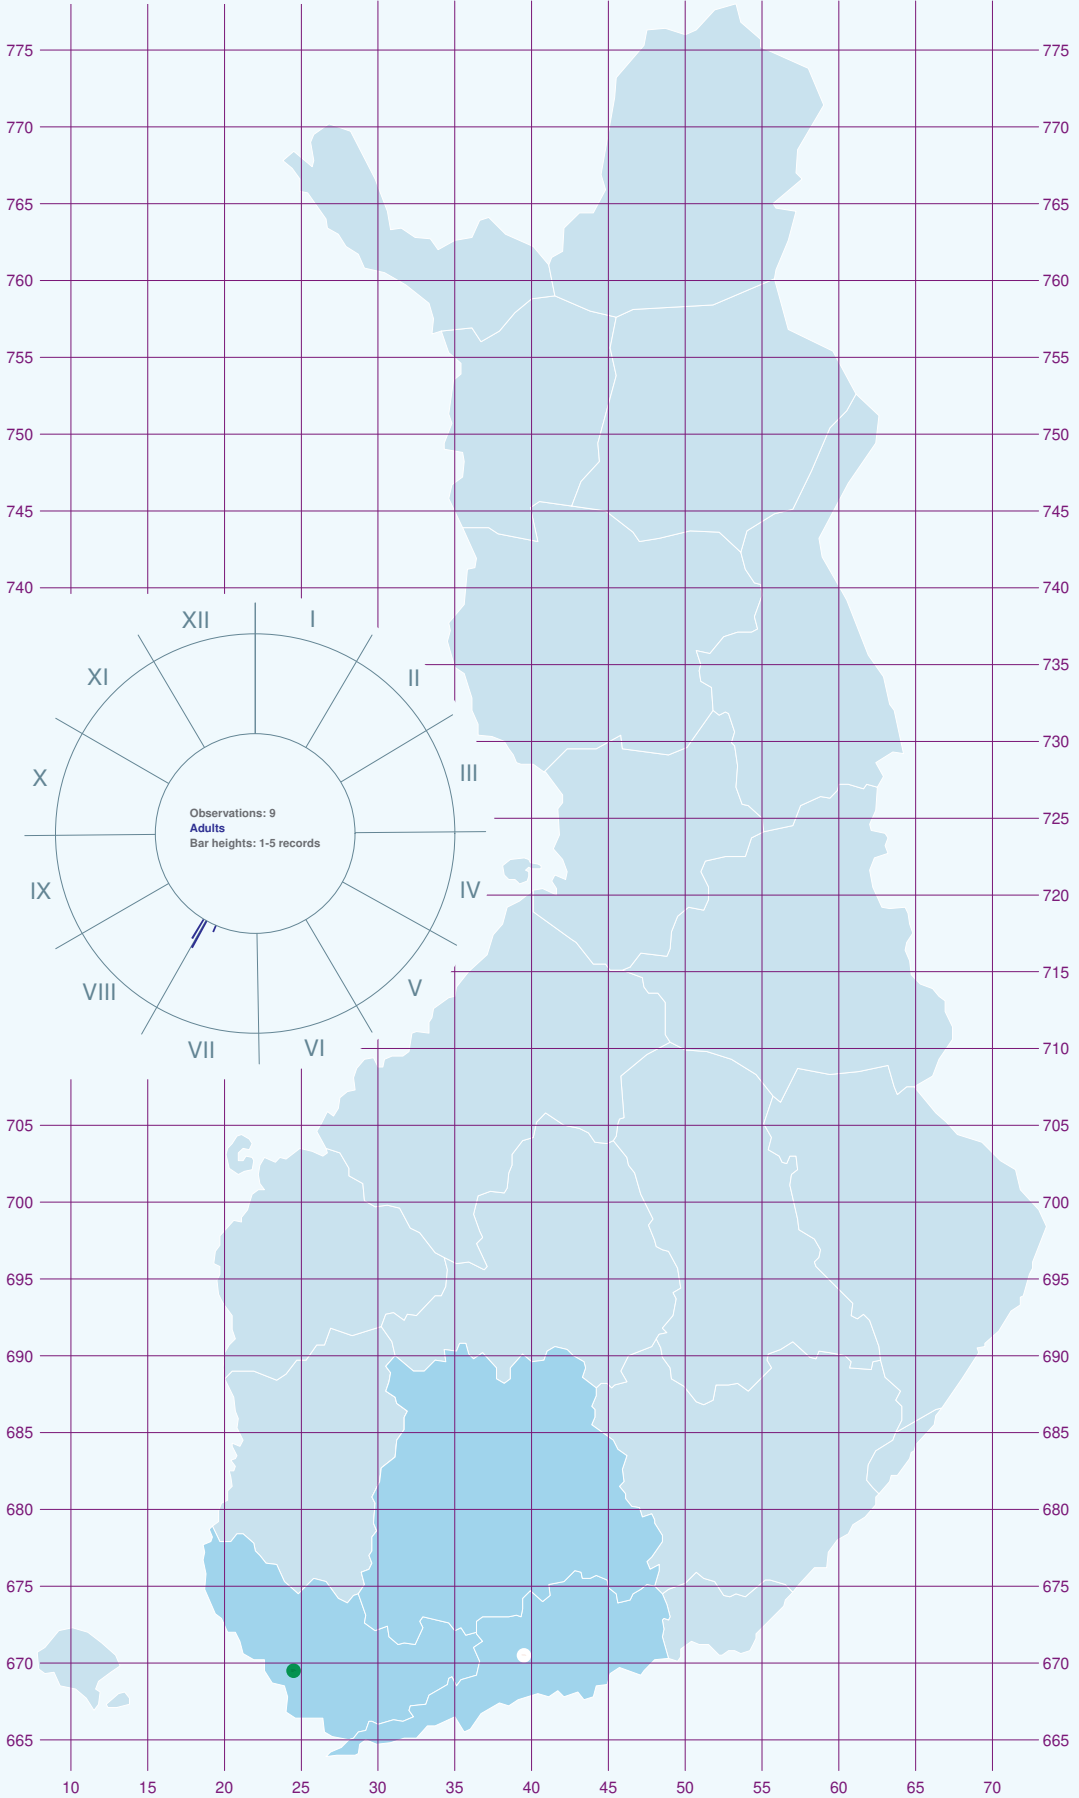 775 775
770 770
765 765
760 760
755 755
750 750
745 745
740 740
XII I
XI II
735
730
X III
Observations: 9
Adults
Bar heights: 1-5 records
725
IX IV
720
VIII V
715
VII VI
710
705 705
700 700
695 695
690 690
685 685
680 680
675 675
670 670
665 665
10 15 20 25 30 35 40 45 50 55 60 65 70